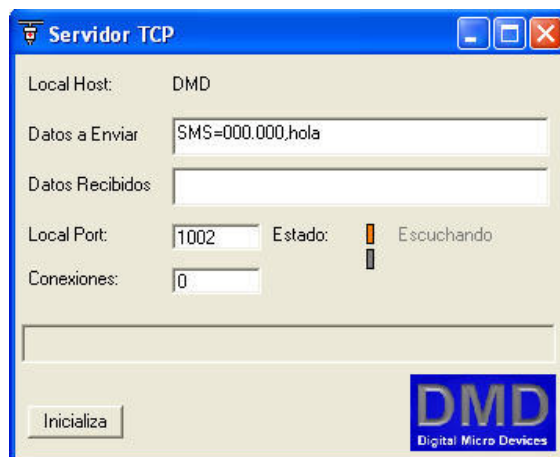 Servidor TCP
Local Host: DMD
Datos a Enviar SMS=000.000,hola
Datos Recibidos
Local Port: 1002 Estado: Escuchando
Conexiones: 0
Inicializa
DMD
Digital Micro Devices